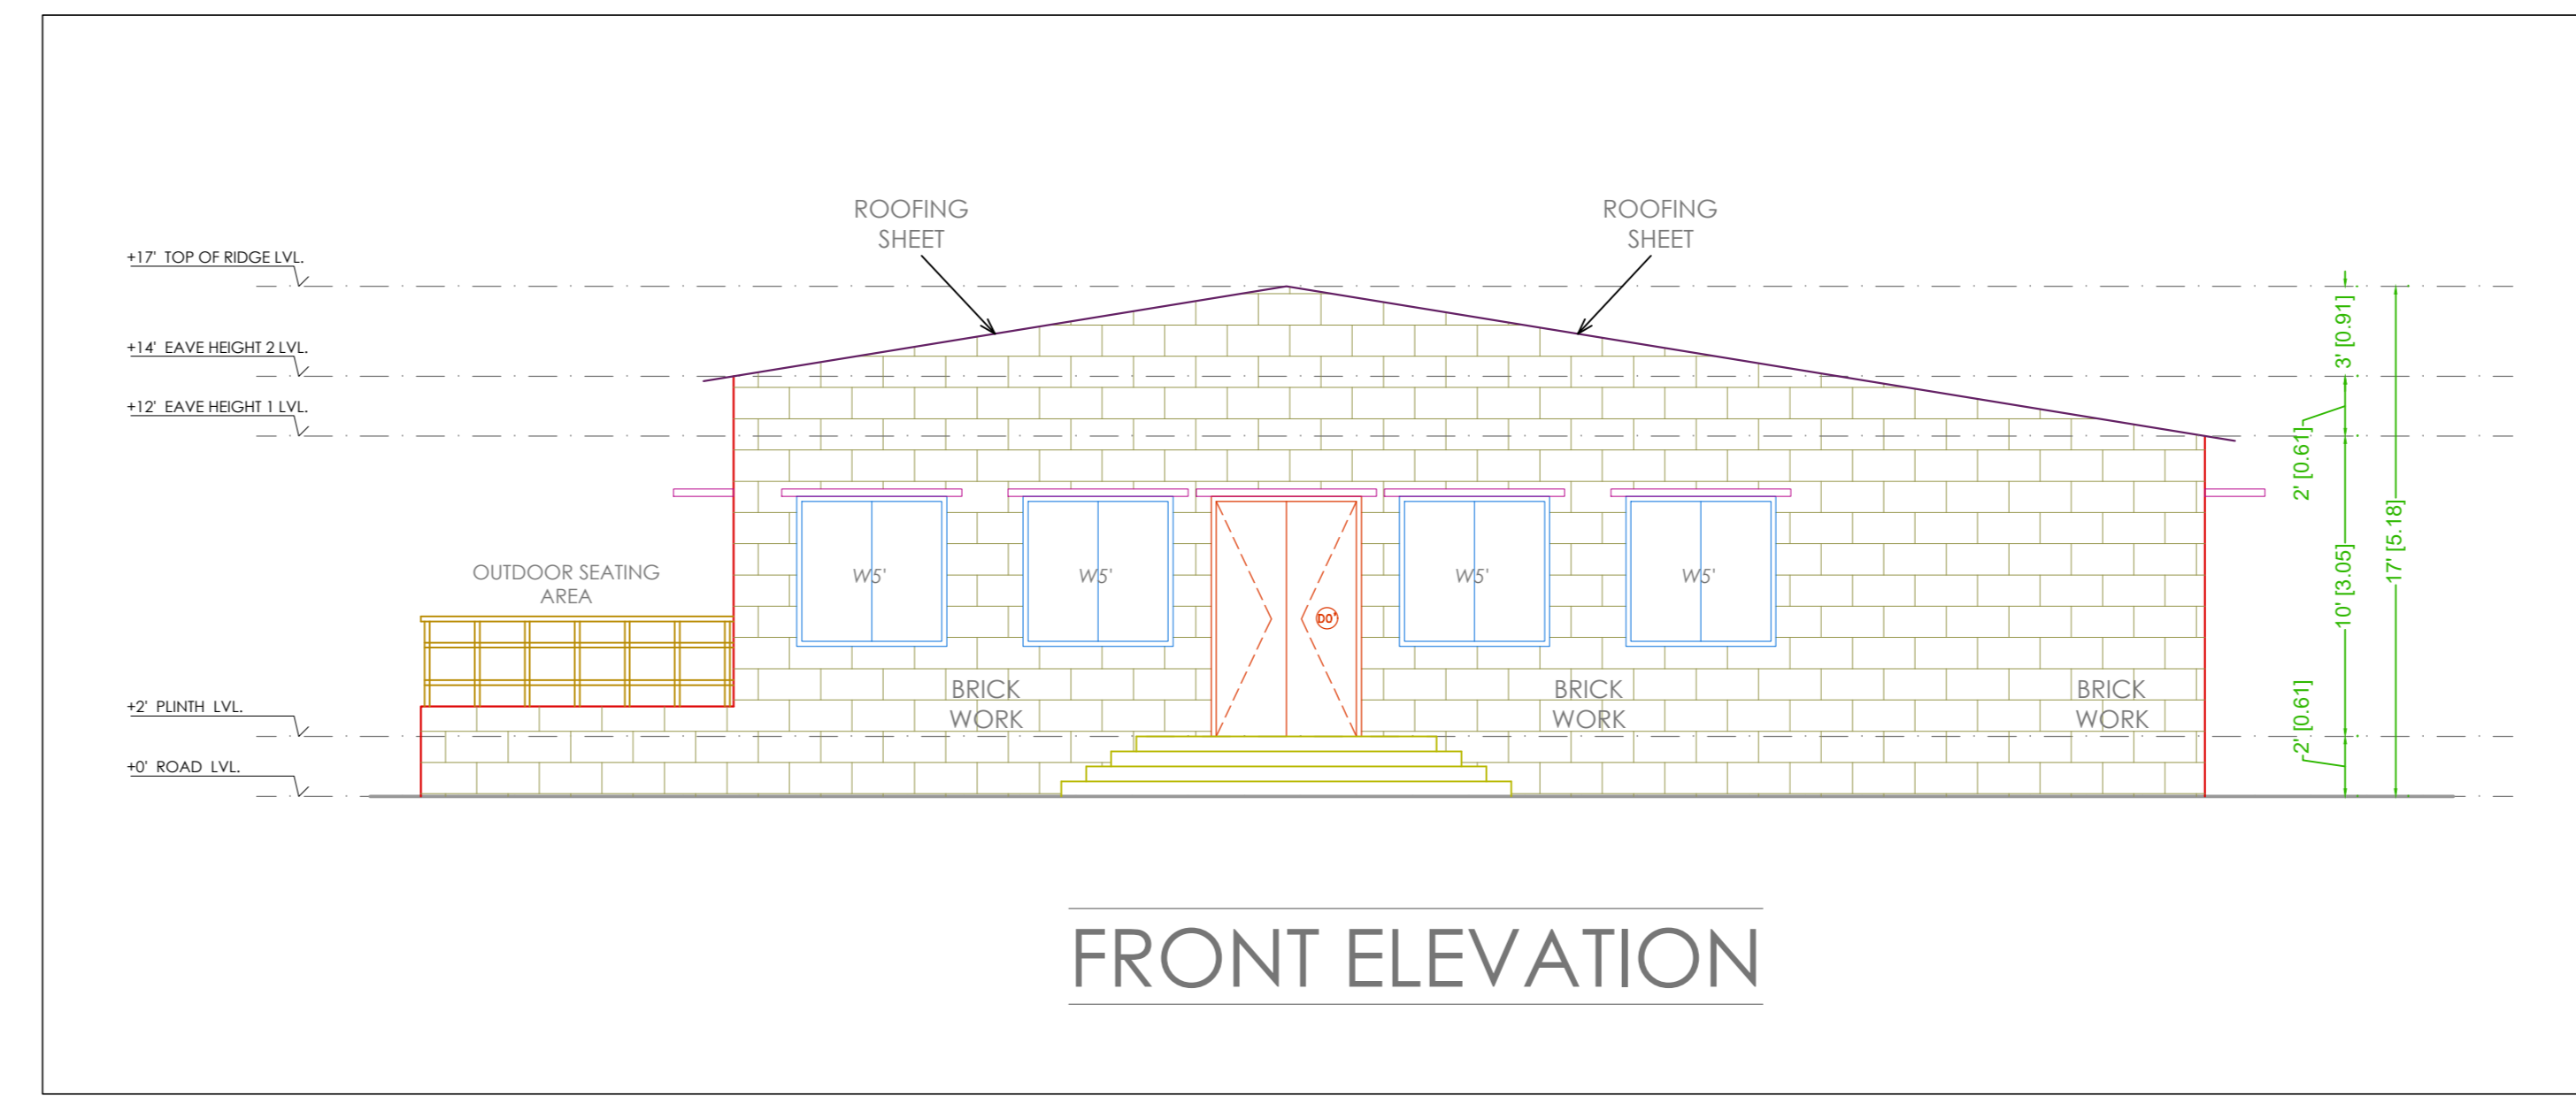 ROOFING
SHEET
ROOFING
SHEET
+17' TOP OF RIDGE LVL.
+14' EAVE HEIGHT 2 LVL.
+12' EAVE HEIGHT 1 LVL.
3' [0.91]
2' [0.61]
10' [3.05]
17' [5.18]
2' [0.61]
OUTDOOR SEATING
AREA
W5'
W5'
W5'
W5'
DO'
BRICK
WORK
BRICK
WORK
BRICK
WORK
+2' PLINTH LVL.
+0' ROAD LVL.
FRONT ELEVATION